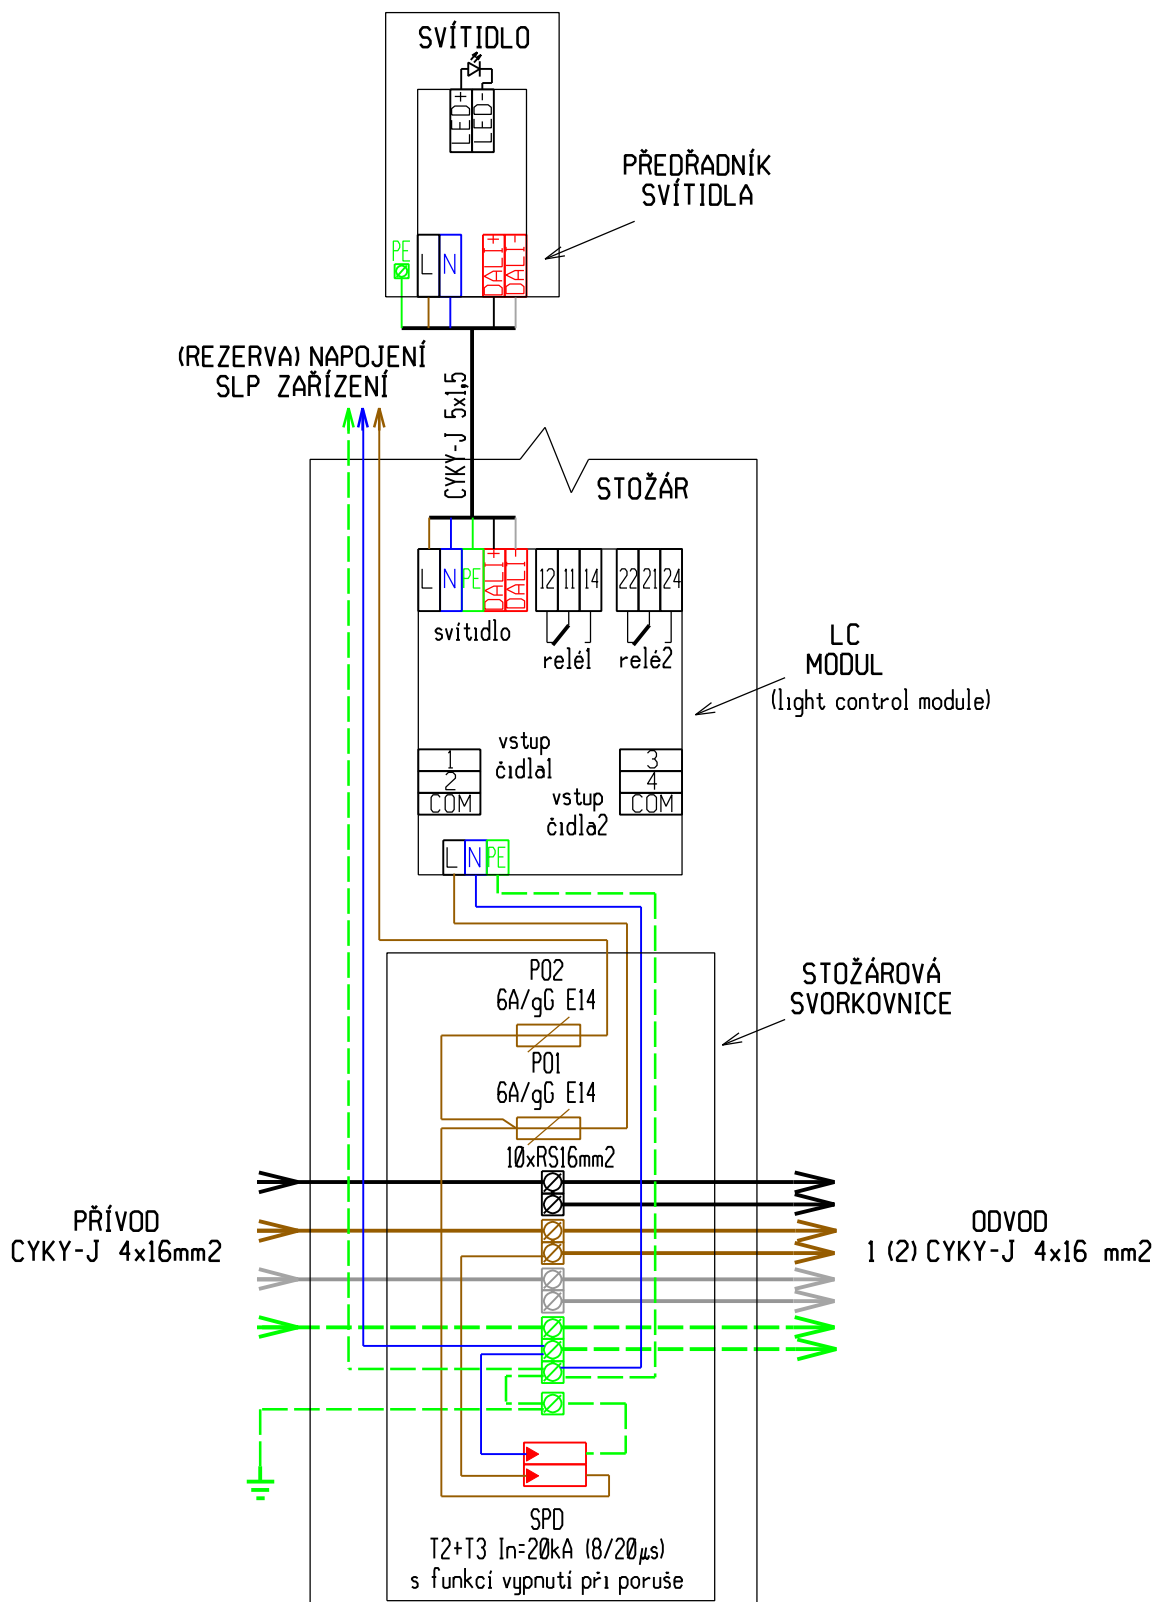 SVÍTIDLO
LED+
LED-
PŘEDŘADNÍK
SVÍTIDLA
PE
L
N
DALI+
DALI-
(REZERVA) NAPOJENÍ
SLP ZAŘÍZENÍ
CYKY-J 5x1,5
STOŽÁR
L
N
PE
DALI+
DALI-
12
11
14
22
21
24
svítidlo
relé1
relé2
LC
MODUL
(light control module)
vstup
čidla1
1
2
COM
3
4
COM
vstup
čidla2
L
N
PE
PO2
6A/gG E14
STOŽÁROVÁ
SVORKOVNICE
PO1
6A/gG E14
10xRS16mm2
PŘÍVOD
CYKY-J 4x16mm2
ODVOD
1 (2) CYKY-J 4x16 mm2
SPD
T2+T3 In=20kA (8/20µs)
s funkcí vypnutí při poruše